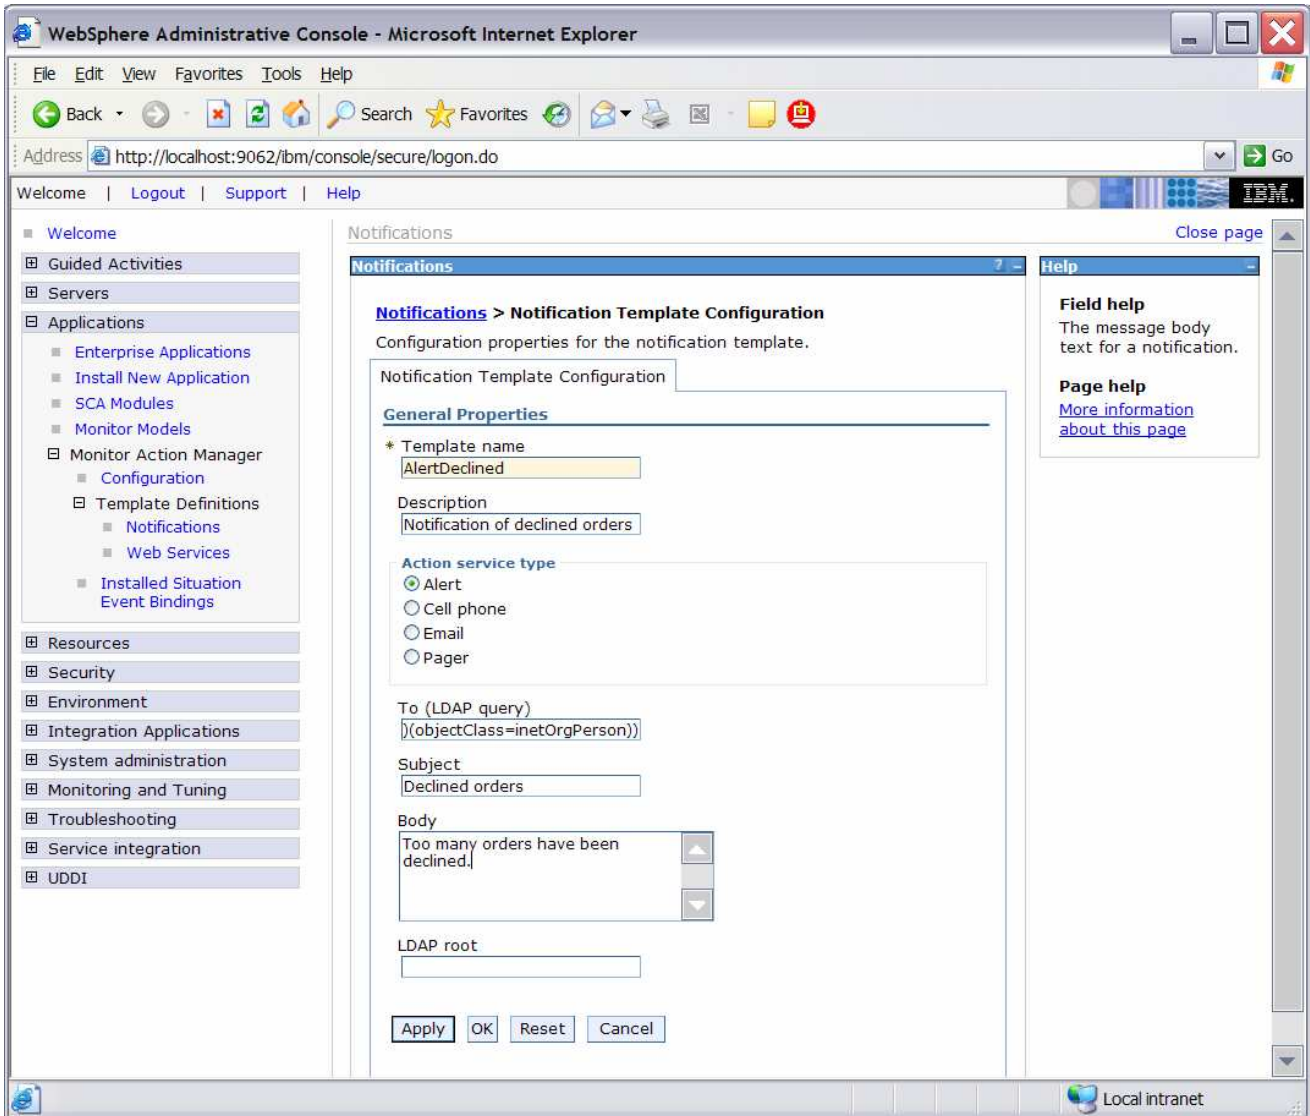 WebSphere Administrative Console - Microsoft Internet Explorer
File Edit View Favorites Tools Help
Back Search Favorites
Address http://localhost:9062/ibm/console/secure/logon.do Go
Welcome | Logout | Support | Help IBM.
Welcome
Guided Activities
Servers
Applications
Enterprise Applications
Install New Application
SCA Modules
Monitor Models
Monitor Action Manager
Configuration
Template Definitions
Notifications
Web Services
Installed Situation
Event Bindings
Resources
Security
Environment
Integration Applications
System administration
Monitoring and Tuning
Troubleshooting
Service integration
UDDI
Notifications Close page
Notifications ? –
Notifications > Notification Template Configuration
Configuration properties for the notification template.
Notification Template Configuration
General Properties
* Template name
AlertDeclined
Description
Notification of declined orders
Action service type
Alert
Cell phone
Email
Pager
To (LDAP query)
)(objectClass=inetOrgPerson))
Subject
Declined orders
Body
Too many orders have been
declined.
LDAP root
Apply OK Reset Cancel
Help –
Field help
The message body
text for a notification.
Page help
More information
about this page
Local intranet